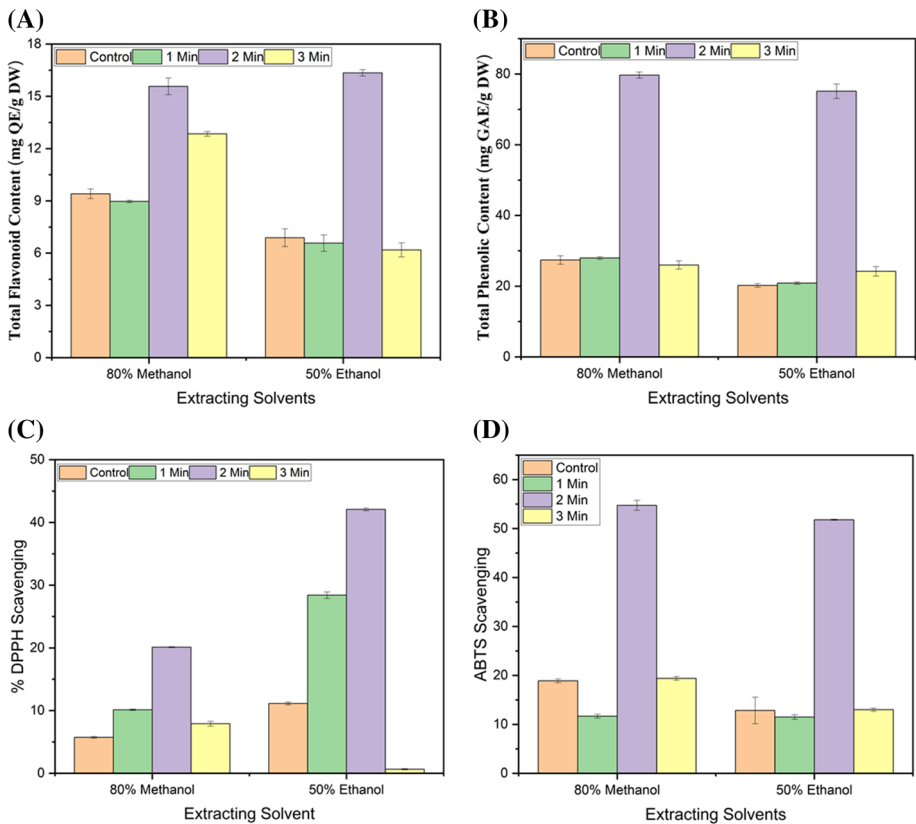 (A)
Control 1 Min 2 Min 3 Min
Total Flavonoid Content (mg QE/g DW)
18
15
12
9
6
3
0
80% Methanol 50% Ethanol
Extracting Solvents
(B)
Control 1 Min 2 Min 3 Min
Total Phenolic Content (mg GAE/g DW)
80
60
40
20
0
80% Methanol 50% Ethanol
Extracting Solvents
(C)
Control 1 Min 2 Min 3 Min
% DPPH Scavenging
50
40
30
20
10
0
80% Methanol 50% Ethanol
Extracting Solvent
(D)
Control
1 Min
2 Min
3 Min
ABTS Scavenging
60
50
40
30
20
10
0
80% Methanol 50% Ethanol
Extracting Solvents